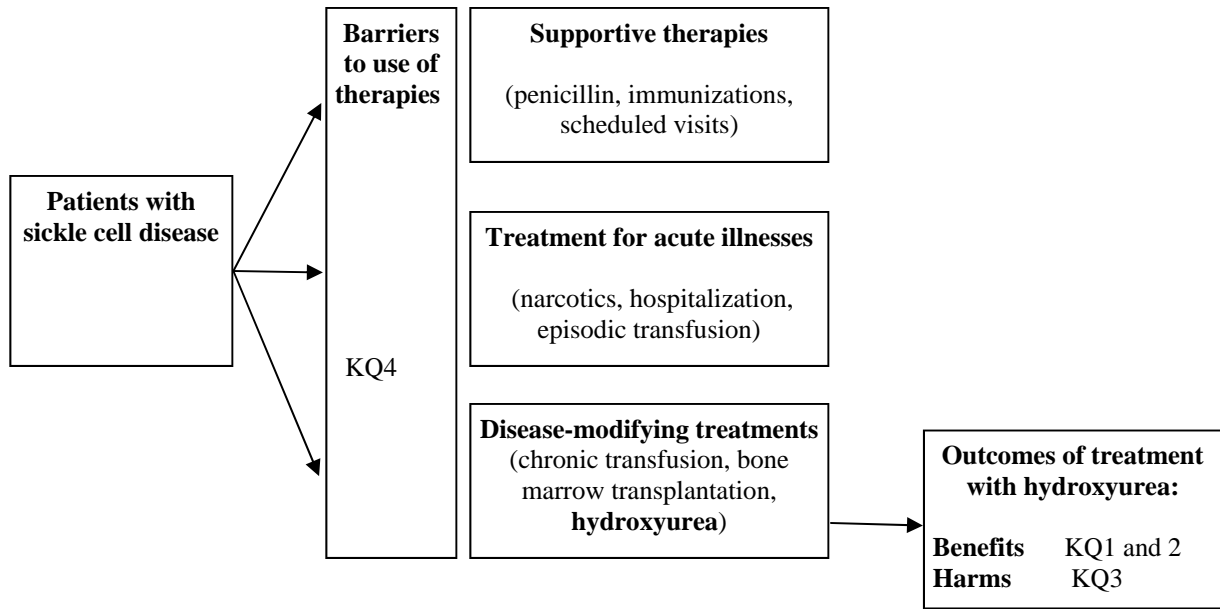 Patients with
sickle cell disease
Barriers
to use of
therapies
KQ4
Supportive therapies
(penicillin, immunizations,
scheduled visits)
Treatment for acute illnesses
(narcotics, hospitalization,
episodic transfusion)
Disease-modifying treatments
(chronic transfusion, bone
marrow transplantation,
hydroxyurea)
Outcomes of treatment
with hydroxyurea:
Benefits KQ1 and 2
Harms KQ3